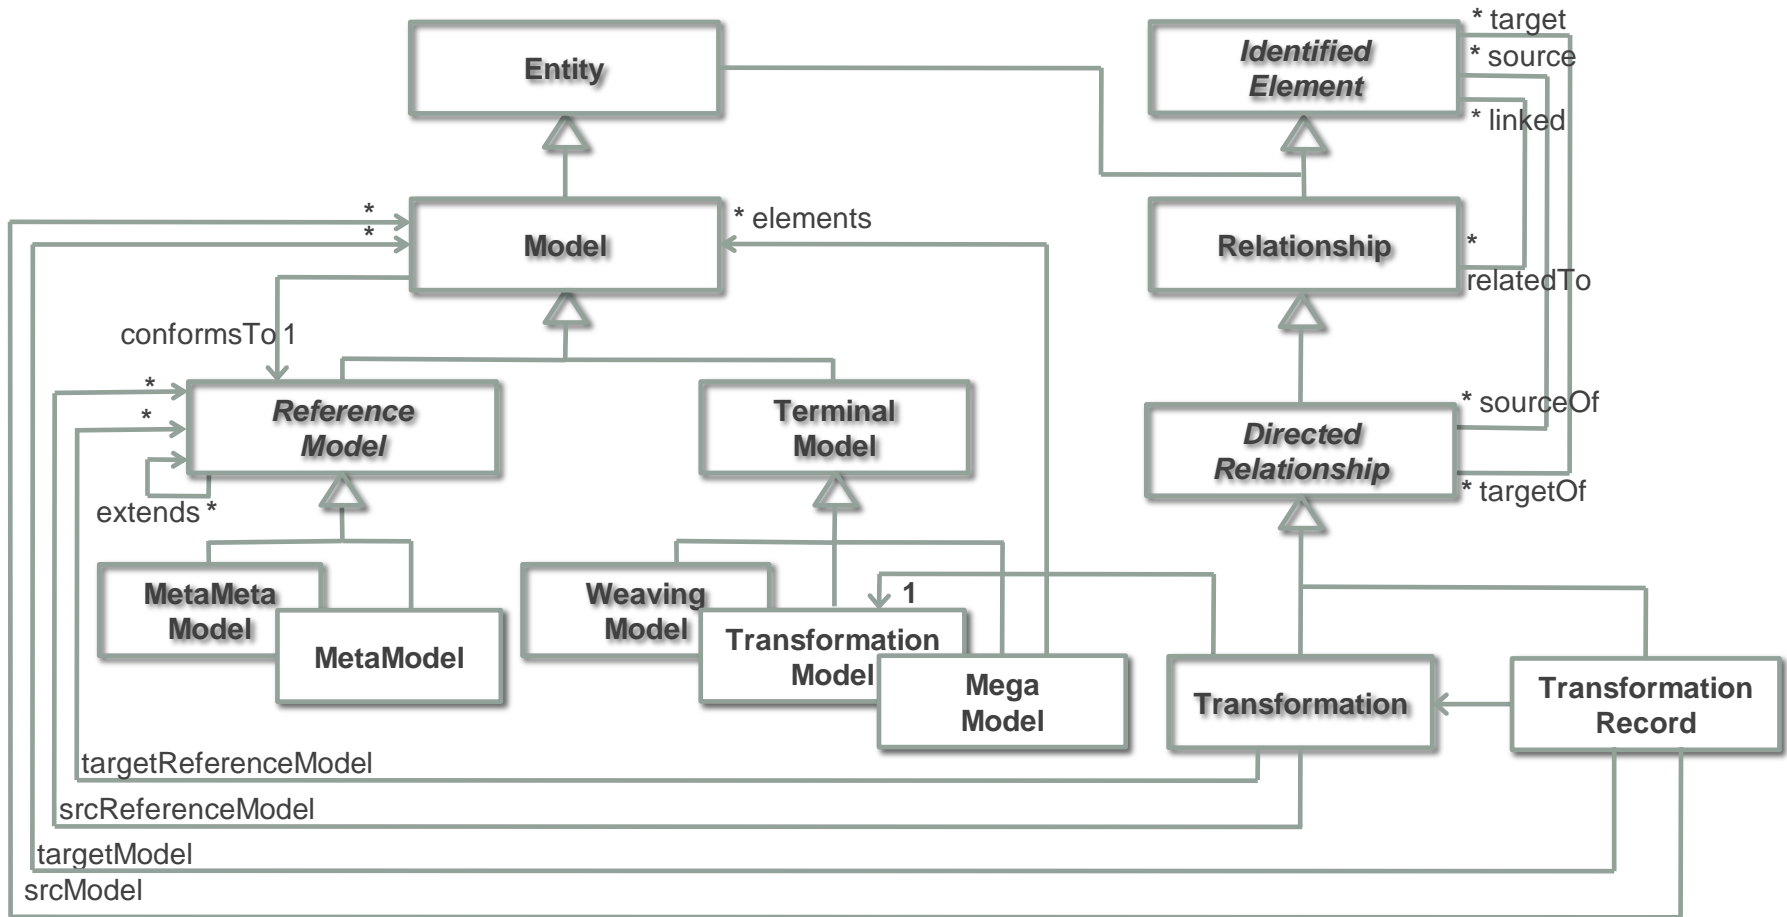 * target
Entity
Identified
Element
* source
* linked
*
*
Model
* elements
Relationship
*
relatedTo
conformsTo 1
*
*
Reference
Model
extends *
Terminal
Model
* sourceOf
Directed
Relationship
* targetOf
MetaMeta
Model
MetaModel
Weaving
Model
1
Transformation
Model
Mega
Model
Transformation
Transformation
Record
targetReferenceModel
srcReferenceModel
targetModel
srcModel